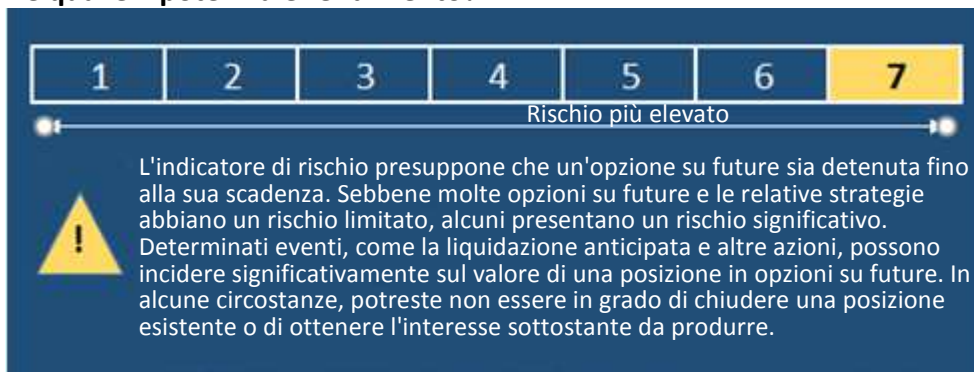 1 2 3 4 5 6 7
Rischio più elevato
L'indicatore di rischio presuppone che un'opzione su future sia detenuta fino
alla sua scadenza. Sebbene molte opzioni su future e le relative strategie
abbiano un rischio limitato, alcuni presentano un rischio significativo.
Determinati eventi, come la liquidazione anticipata e altre azioni, possono
incidere significativamente sul valore di una posizione in opzioni su future. In
alcune circostanze, potreste non essere in grado di chiudere una posizione
esistente o di ottenere l'interesse sottostante da produrre.
!